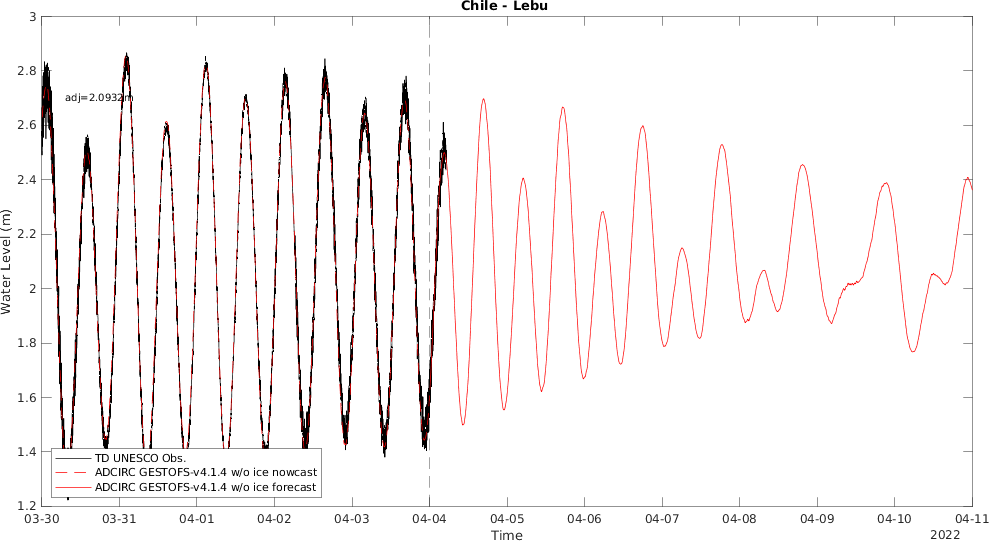 Chile - Lebu
3
2.8
2.6
2.4
2.2
2
1.8
1.6
1.4
1.2
Water Level (m)
adj=2.0932m
TD UNESCO Obs.
ADCIRC GESTOFS-v4.1.4 w/o ice nowcast
ADCIRC GESTOFS-v4.1.4 w/o ice forecast
03-30 03-31 04-01 04-02 04-03 04-04 04-05 04-06 04-07 04-08 04-09 04-10 04-11
Time
2022